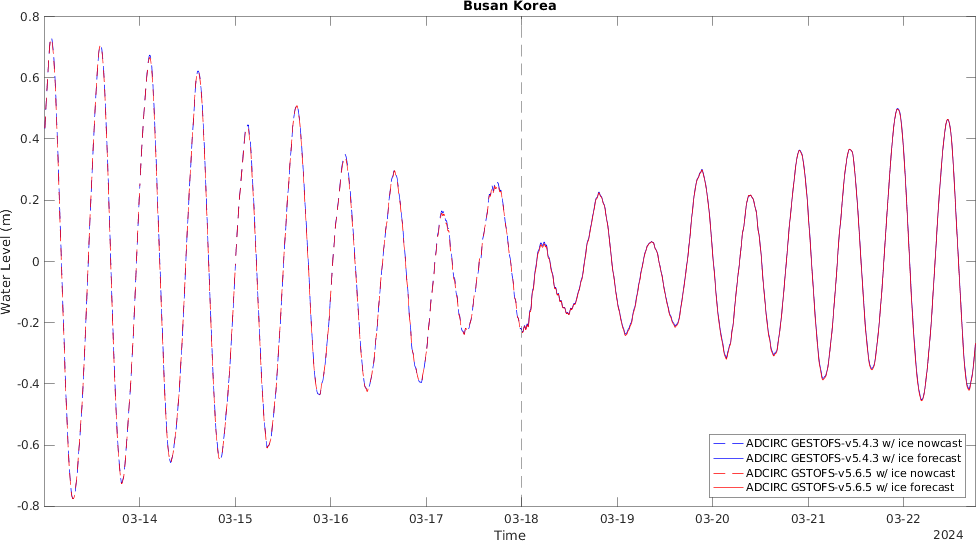 Busan Korea
0.8
0.6
0.4
0.2
0
-0.2
-0.4
-0.6
-0.8
Water Level (m)
ADCIRC GESTOFS-v5.4.3 w/ ice nowcast
ADCIRC GESTOFS-v5.4.3 w/ ice forecast
ADCIRC GSTOFS-v5.6.5 w/ ice nowcast
ADCIRC GSTOFS-v5.6.5 w/ ice forecast
03-14 03-15 03-16 03-17 03-18 03-19 03-20 03-21 03-22
Time
2024